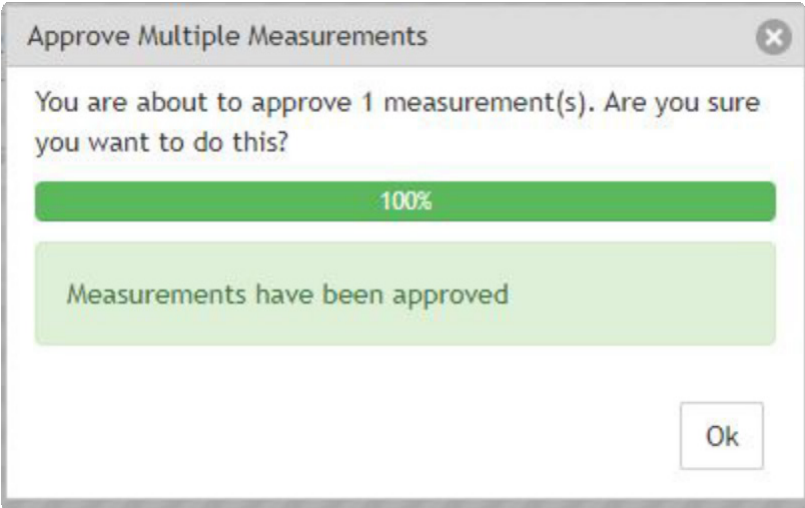 Approve Multiple Measurements
You are about to approve 1 measurement(s). Are you sure
you want to do this?
100%
Measurements have been approved
Ok